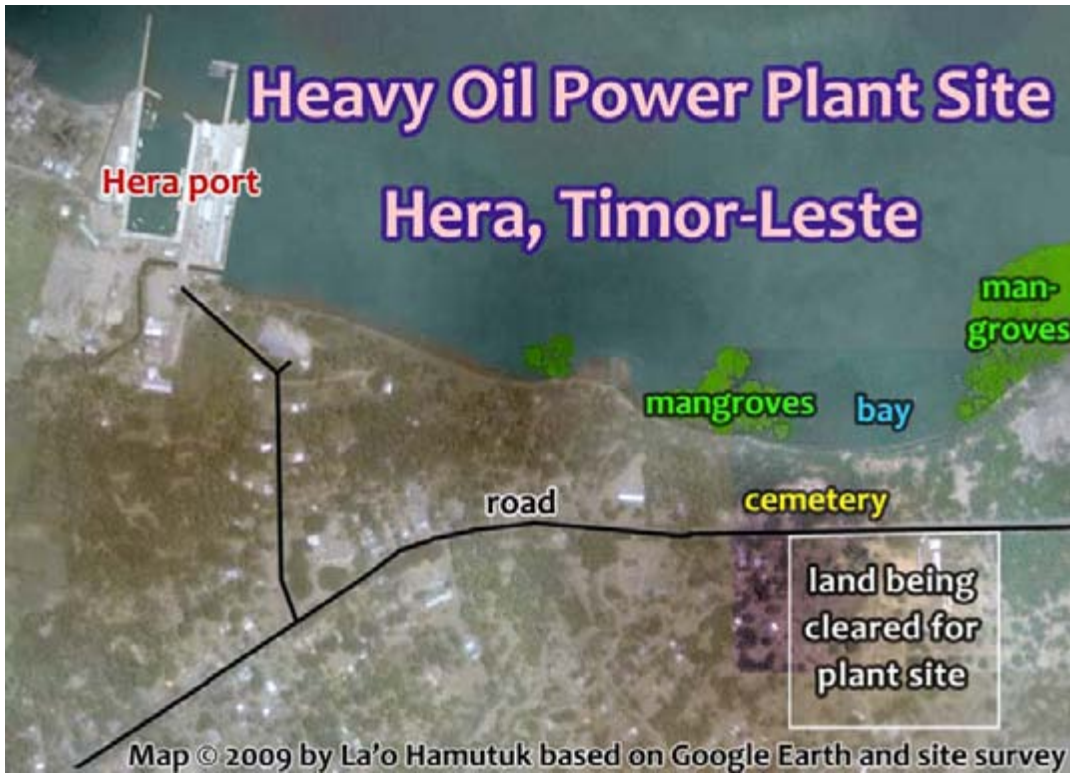 Heavy Oil Power Plant Site
Hera port
Hera, Timor-Leste
man-
groves
mangroves
bay
road
cemetery
land being
cleared for
plant site
Map © 2009 by La'o Hamutuk based on Google Earth and site survey